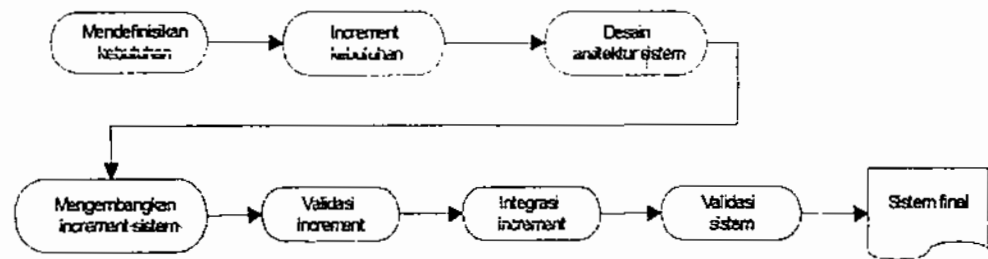 Mendefinisikan
kebutuhan
Increment
kebutuhan
Desain
arsitektur sistem
Mengembangkan
increment sistem
Validasi
increment
Integrasi
increment
Validasi
sistem
Sistem final